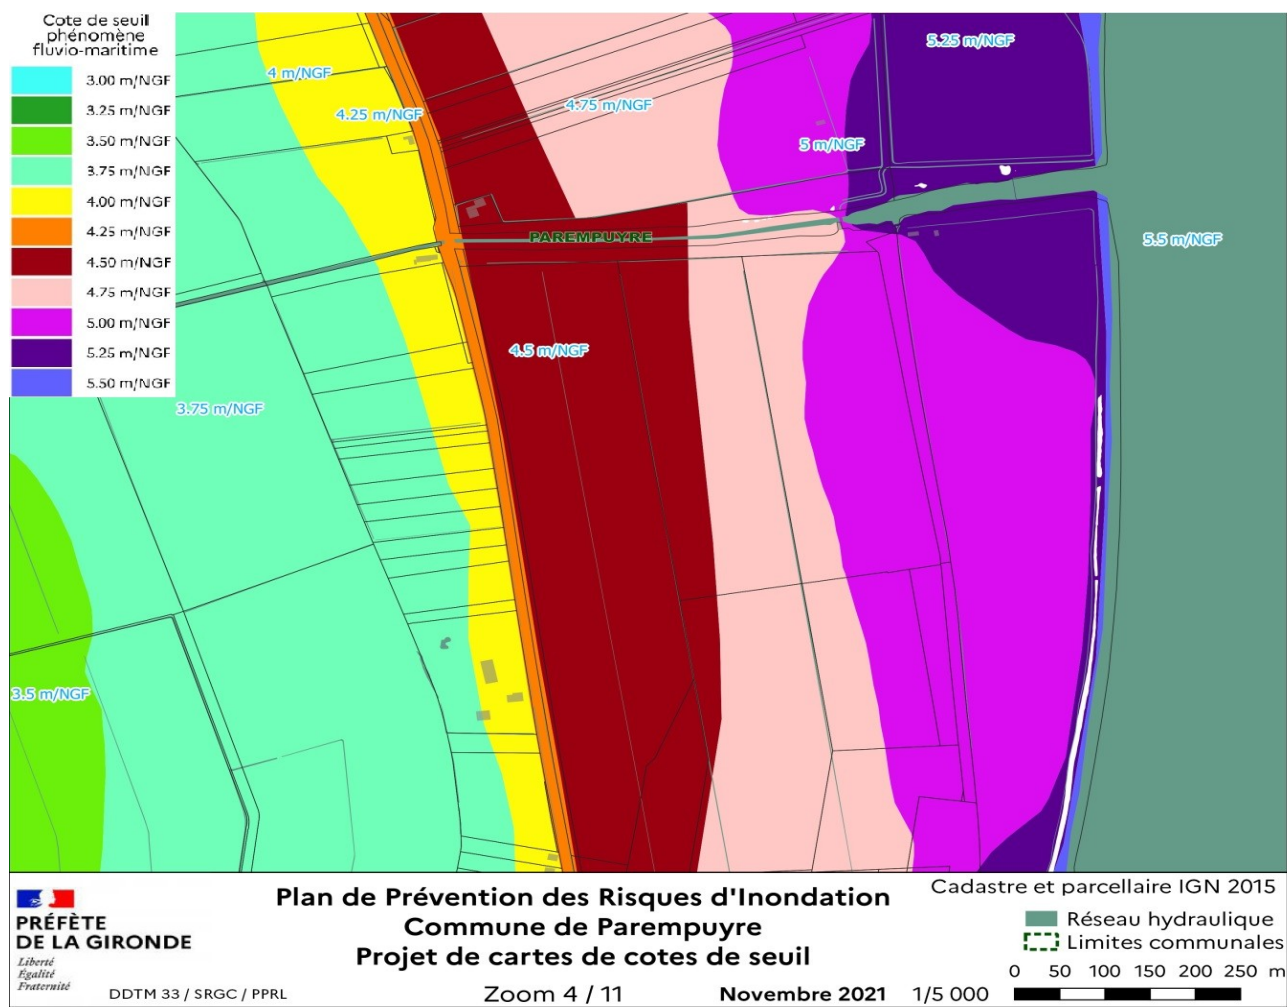 Cote de seuil
phénomène
fluvio-maritime
3.00 m/NGF
3.25 m/NGF
3.50 m/NGF
3.75 m/NGF
4.00 m/NGF
4.25 m/NGF
4.50 m/NGF
4.75 m/NGF
5.00 m/NGF
5.25 m/NGF
5.50 m/NGF
5.25 m/NGF
4 m/NGF
4.75 m/NGF
4.25 m/NGF
5 m/NGF
PAREMPUYRE
5.5 m/NGF
4.5 m/NGF
3.75 m/NGF
3.5 m/NGF
PRÉFÈTE
DE LA GIRONDE
Liberté
Égalité
Fraternité
DDTM 33 / SRGC / PPRL
Plan de Prévention des Risques d'Inondation
Commune de Parempuyre
Projet de cartes de cotes de seuil
Zoom 4 / 11
Novembre 2021
1/5 000
Cadastre et parcellaire IGN 2015
Réseau hydraulique
Limites communales
0 50 100 150 200 250 m